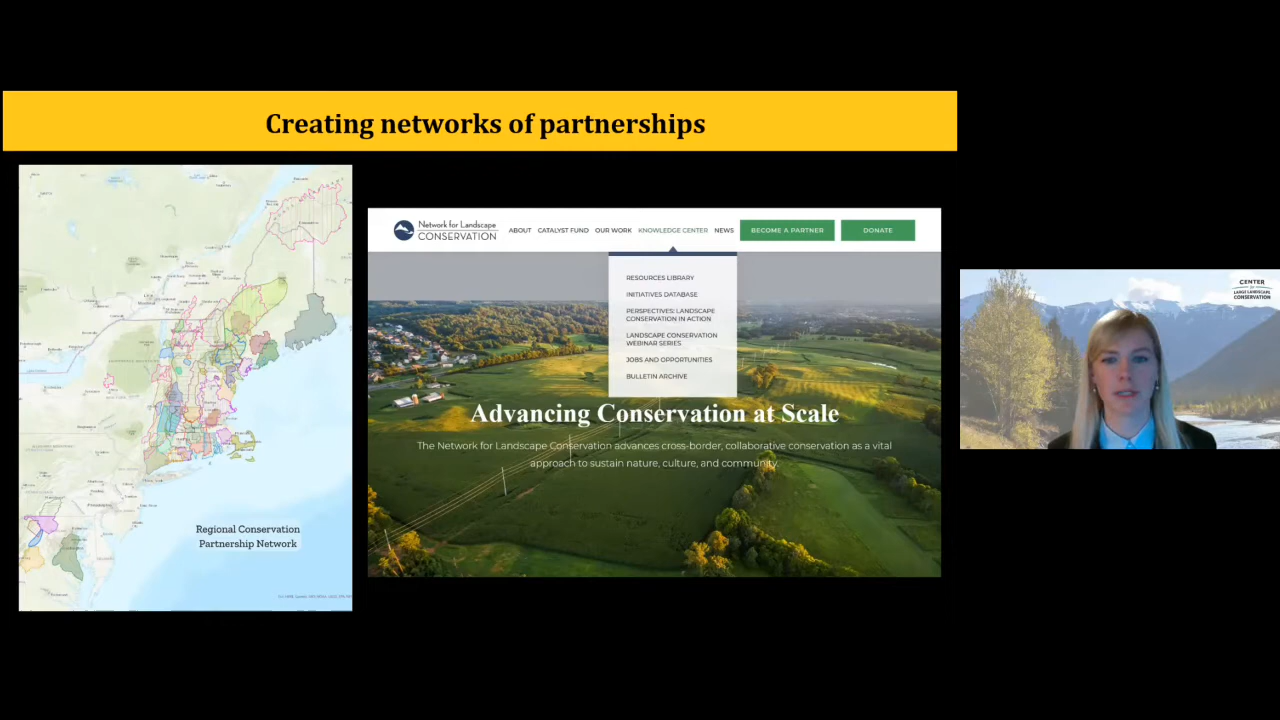 Creating networks of partnerships
Regional Conservation
Partnership Network
Network for Landscape
CONSERVATION
ABOUT CATALYST FUND OUR WORK KNOWLEDGE CENTER NEWS BECOME A PARTNER DONATE
RESOURCES LIBRARY
INITIATIVES DATABASE
PERSPECTIVES: LANDSCAPE
CONSERVATION IN ACTION
LANDSCAPE CONSERVATION
WEBINAR SERIES
JOBS AND OPPORTUNITIES
BULLETIN ARCHIVE
Advancing Conservation at Scale
The Network for Landscape Conservation advances cross-border, collaborative conservation as a vital
approach to sustain nature, culture, and community.
CENTER
for
LARGE LANDSCAPE
CONSERVATION